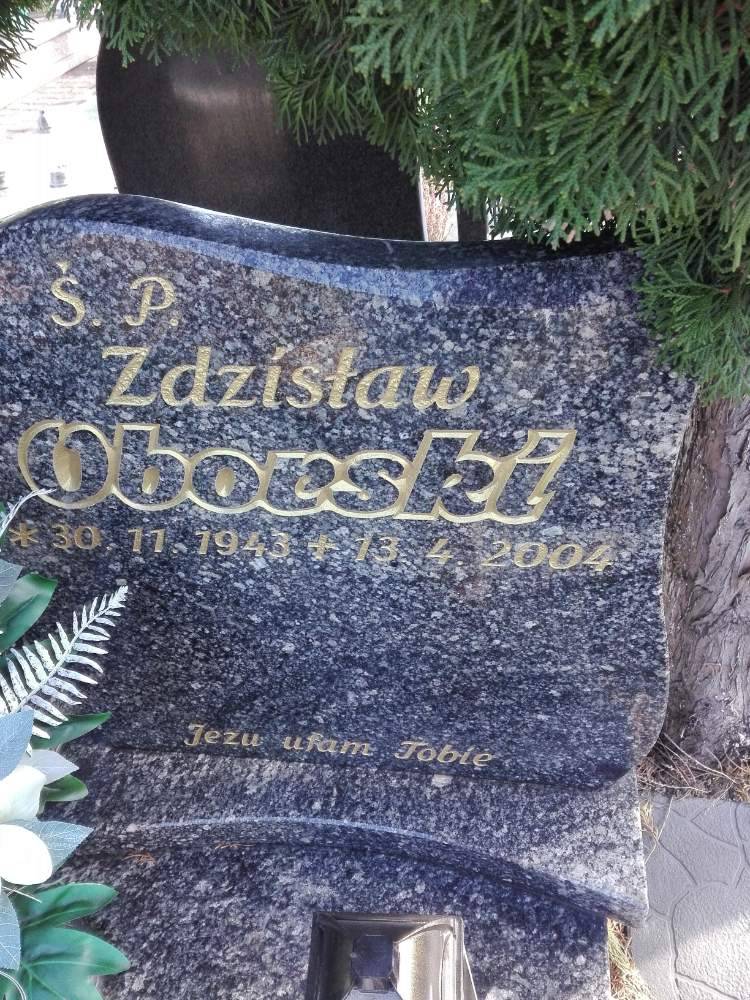 Ś. P.
Zdzisław
Oborski
* 30. 11. 1943 + 13. 4. 2004
Jezu ufam Tobie